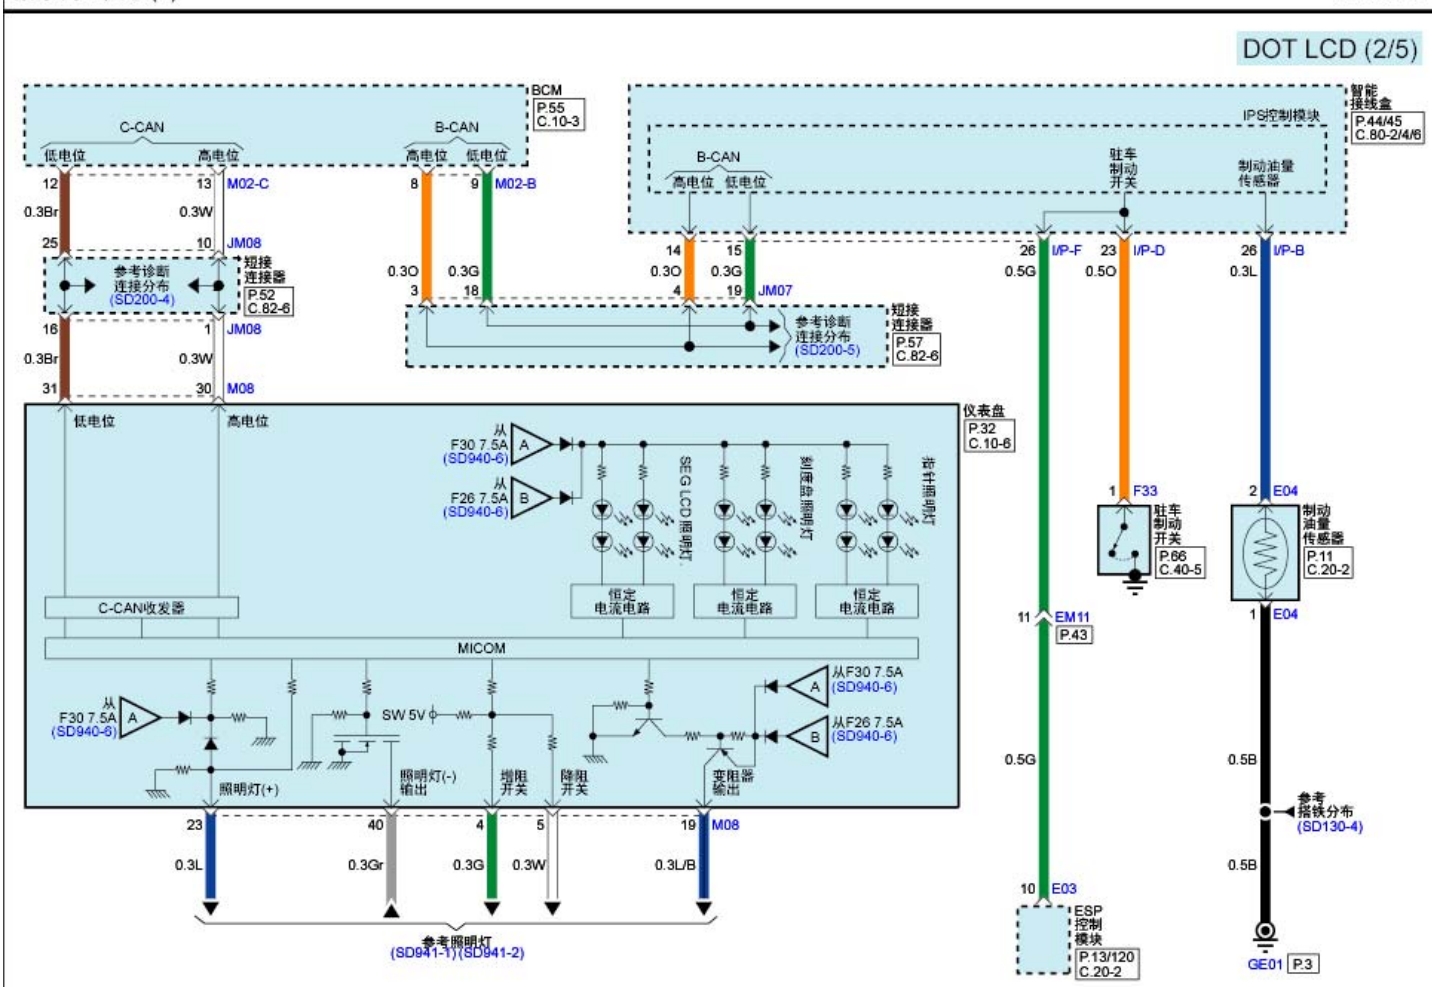 DOT LCD (2/5)
BCM
P.55
C.10-3
C-CAN
B-CAN
低电位
高电位
高电位
低电位
12
13
M02-C
8
9
M02-B
0.3Br
0.3W
25
10
JM08
参考诊断
连接分布
(SD200-4)
短接
连接器
P.52
C.82-6
16
1
JM08
0.3Br
0.3W
31
30
M08
0.3O
0.3G
3
18
智能
接线盒
P.44/45
C.80-2/4/6
IPS控制模块
B-CAN
高电位
低电位
驻车
制动
开关
制动油量
传感器
14
15
26
I/P-F
23
I/P-D
26
I/P-B
0.3O
0.3G
0.5G
0.5O
0.3L
4
19
JM07
参考诊断
连接分布
(SD200-5)
短接
连接器
P.57
C.82-6
仪表盘
P.32
C.10-6
低电位
高电位
从
F30 7.5A
(SD940-6)
A
从
F26 7.5A
(SD940-6)
B
SEG LCD 照明灯.
刻度盘照明灯
指针照明灯
恒定
电流电路
恒定
电流电路
恒定
电流电路
C-CAN收发器
MICOM
从
F30 7.5A
(SD940-6)
A
SW 5V
A
从F30 7.5A
(SD940-6)
B
从F26 7.5A
(SD940-6)
照明灯(+)
照明灯(-)
输出
增阻
开关
降阻
开关
变阻器
输出
23
40
4
5
19
M08
0.3L
0.3Gr
0.3G
0.3W
0.3L/B
参考照明灯
(SD941-1)(SD941-2)
1
F33
驻车
制动
开关
P.66
C.40-5
2
E04
制动
油量
传感器
P.11
C.20-2
1
E04
11
EM11
P.43
0.5G
0.5B
参考
搭铁分布
(SD130-4)
0.5B
10
E03
ESP
控制
模块
P.13/120
C.20-2
GE01
P.3